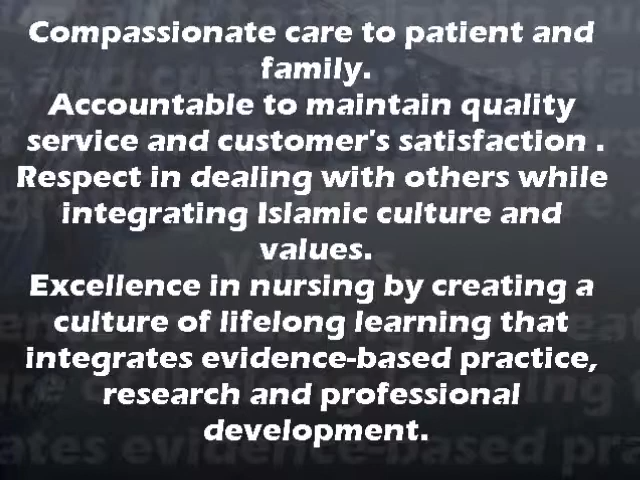 Compassionate care to patient and
family.
Accountable to maintain quality
service and customer's satisfaction .
Respect in dealing with others while
integrating Islamic culture and
values.
Excellence in nursing by creating a
culture of lifelong learning that
integrates evidence-based practice,
research and professional
development.